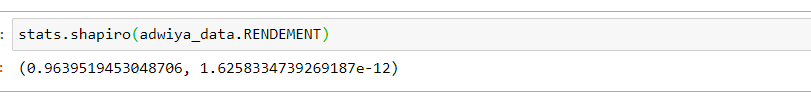 : stats.shapiro(adwiya_data.RENDEMENT)
: (0.9639519453048706, 1.6258334739269187e-12)